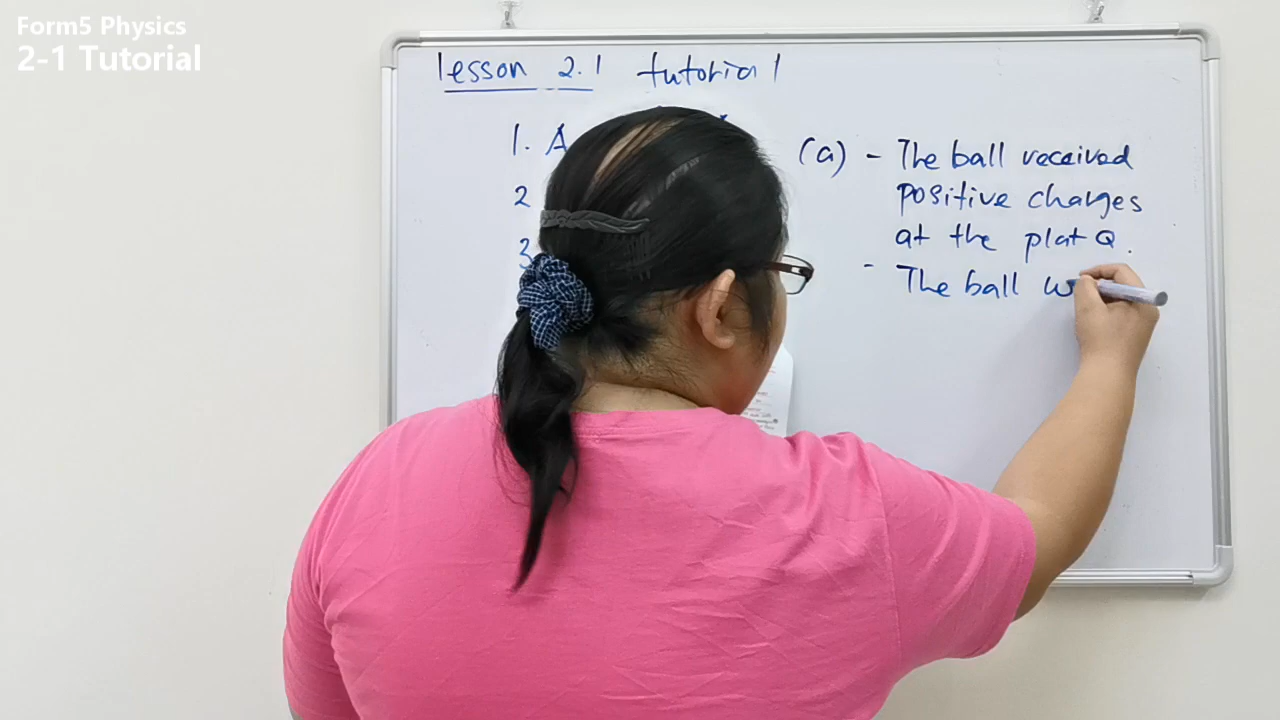 Form5 Physics
2-1 Tutorial
lesson 2.1 tutorial
1. A
2
3
(a) - The ball received
positive charges
at the plat Q.
- The ball w